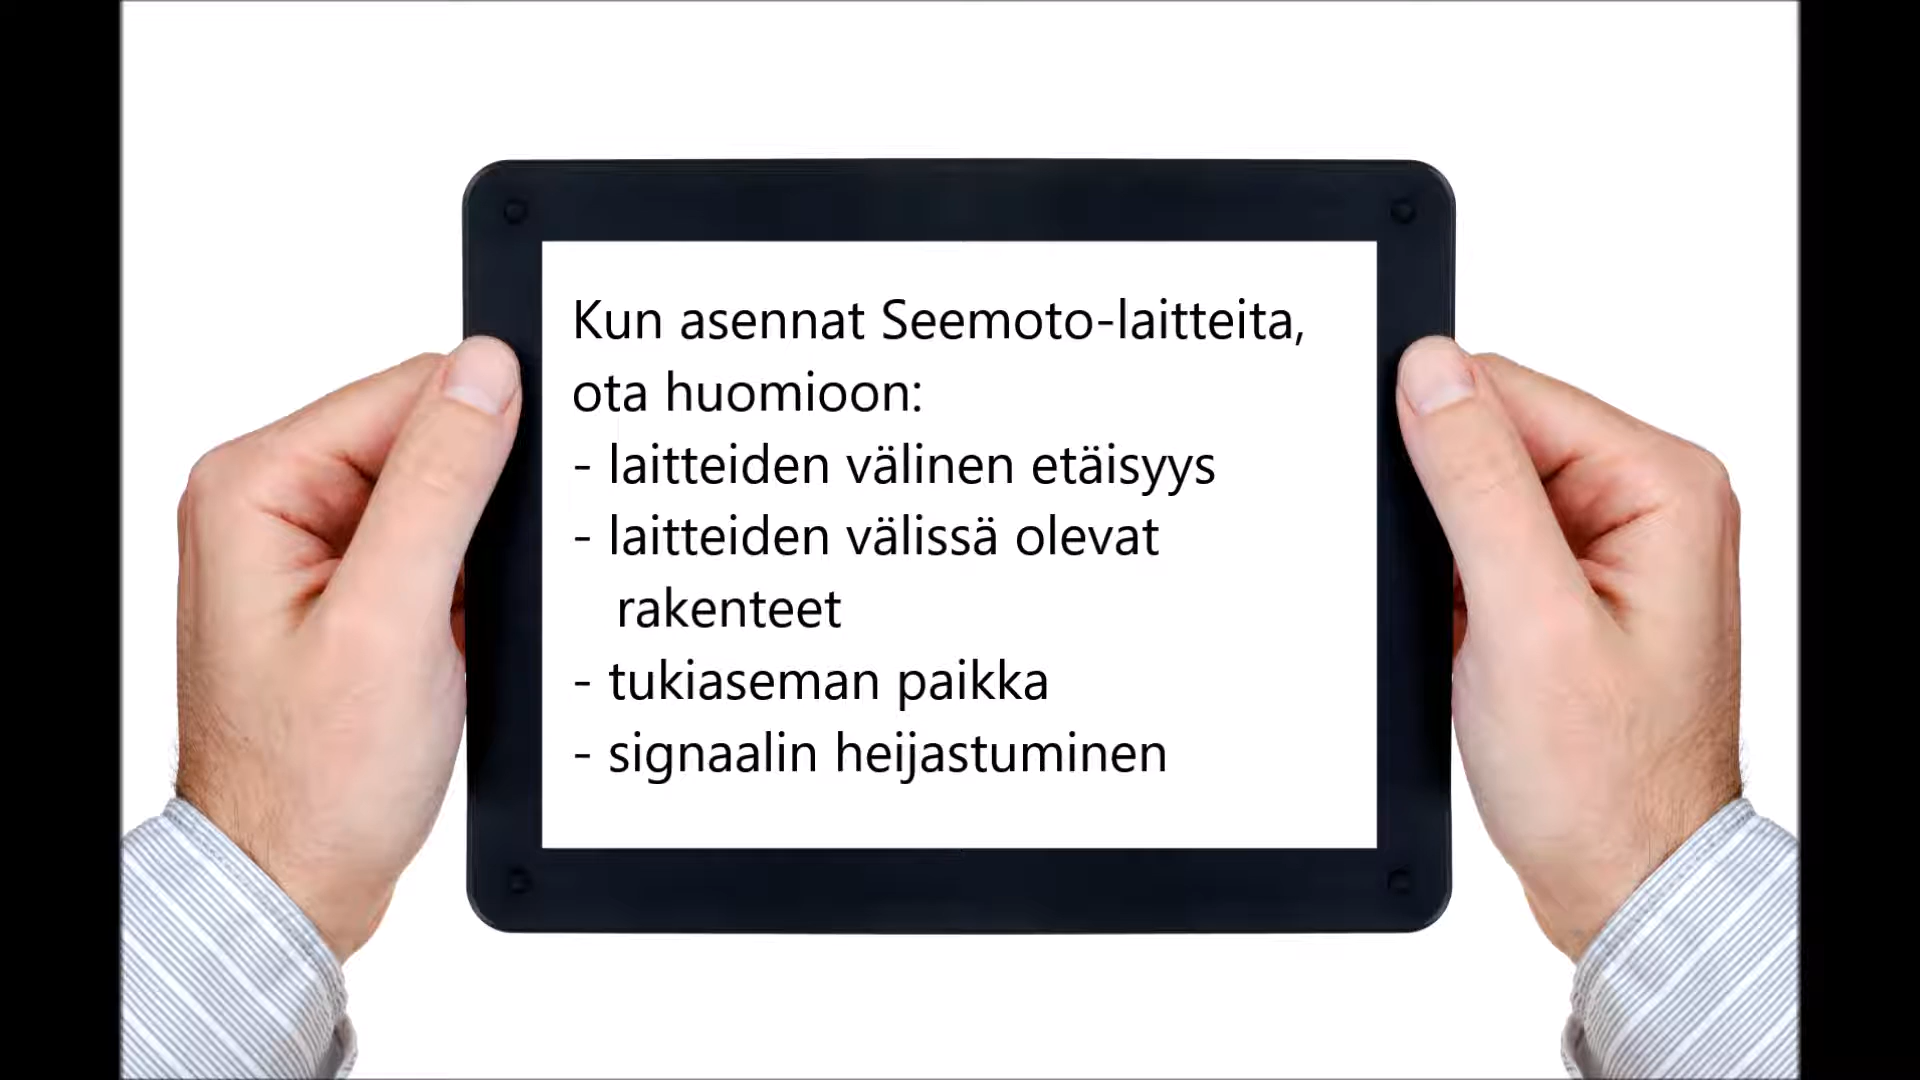 Kun asennat Seemoto-laitteita,
ota huomioon:
- laitteiden välinen etäisyys
- laitteiden välissä olevat
rakenteet
- tukiaseman paikka
- signaalin heijastuminen